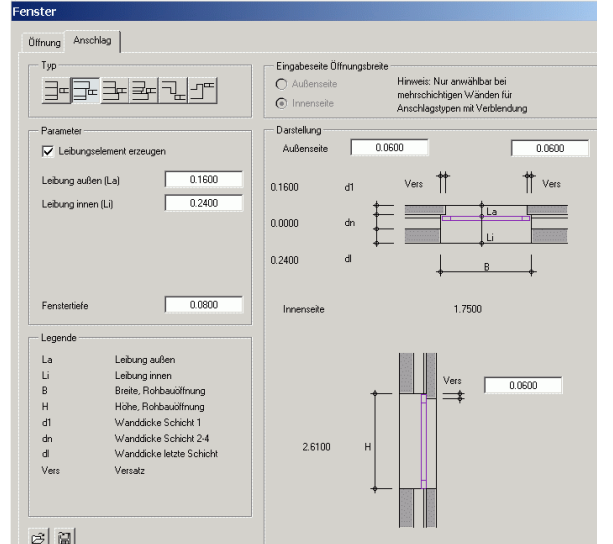 Fenster
Öffnung
Anschlag
Typ
Parameter
Leibungselement erzeugen
Leibung außen (La)
0.1600
Leibung innen (Li)
0.2400
Fenstertiefe
0.0800
Legende
La Leibung außen
Li Leibung innen
B Breite, Rohbauöffnung
H Höhe, Rohbauöffnung
d1 Wanddicke Schicht 1
dn Wanddicke Schicht 2-4
dl Wanddicke letzte Schicht
Vers Versatz
Eingabeseite Öffnungsbreite
Außenseite
Innenseite
Hinweis: Nur anwählbar bei
mehrschichtigen Wänden für
Anschlagstypen mit Verblendung
Darstellung
Außenseite 0.0600 0.0600
0.1600 d1 Vers Vers
La
0.0000 dn
Li
0.2400 dl
B
Innenseite 1.7500
Vers 0.0600
2.6100 H